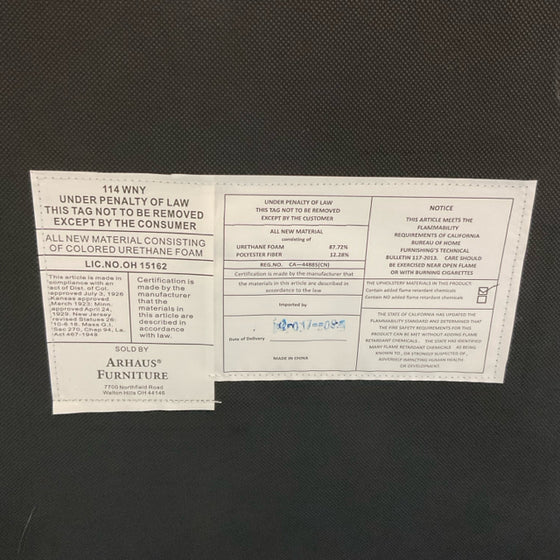 114 WNY
UNDER PENALTY OF LAW
THIS TAG NOT TO BE REMOVED
EXCEPT BY THE CONSUMER
ALL NEW MATERIAL CONSISTING
OF COLORED URETHANE FOAM
LIC.NO.OH 15162
This article is made in
compliance with an
act of Dist. of Col.
approved July 3, 1926
Kansas approved
March 1923; Minn.
approved April 24,
1929. New Jersey
revised Statues 26:
10-6 18. Mass G.I.
Sac 270, Chap 94, La.
Act 467-1948
Certification is
made by the
manufacturer
that the
materials in
this article are
described in
accordance
with law.
SOLD BY
ARHAUS®
FURNITURE
7700 Northfield Road
Walton Hills OH 44146
UNDER PENALTY OF LAW
THIS TAG NOT TO BE REMOVED
EXCEPT BY THE CUSTOMER
ALL NEW MATERIAL
consisting of
URETHANE FOAM 87.72%
POLYESTER FIBER 12.28%
REG.NO. CA—44885(CN)
Certification is made by the manufacturer that
the materials in this article are described in
accordance to the law
Imported by
Date of Delivery
MADE IN CHINA
NOTICE
THIS ARTICLE MEETS THE
FLAMMABILITY
REQUIREMENTS OF CALIFORNIA
BUREAU OF HOME
FURNISHING'S TECHNICAL
BULLETIN 117-2013. CARE SHOULD
BE EXERCISED NEAR OPEN FLAME
OR WITH BURNING CIGARETTES
THE UPHOLSTERY MATERIALS IN THIS PRODUCT:
Contain added flame retardant chemicals
Contain NO added flame retardant chemicals
THE STATE OF CALIFORNIA HAS UPDATED THE
FLAMMABILITY STANDARD AND DETERMINED THAT
THE FIRE SAFETY REQUIREMENTS FOR THIS
PRODUCT CAN BE MET WITHOUT ADDING FLAME
RETARDANT CHEMICALS. THE STATE HAS IDENTIFIED
MANY FLAME RETARDANT CHEMICALS AS BEING
KNOWN TO, OR STRONGLY SUSPECTED OF,
ADVERSELY IMPACTING HUMAN HEALTH
OR DEVELOPMENT.